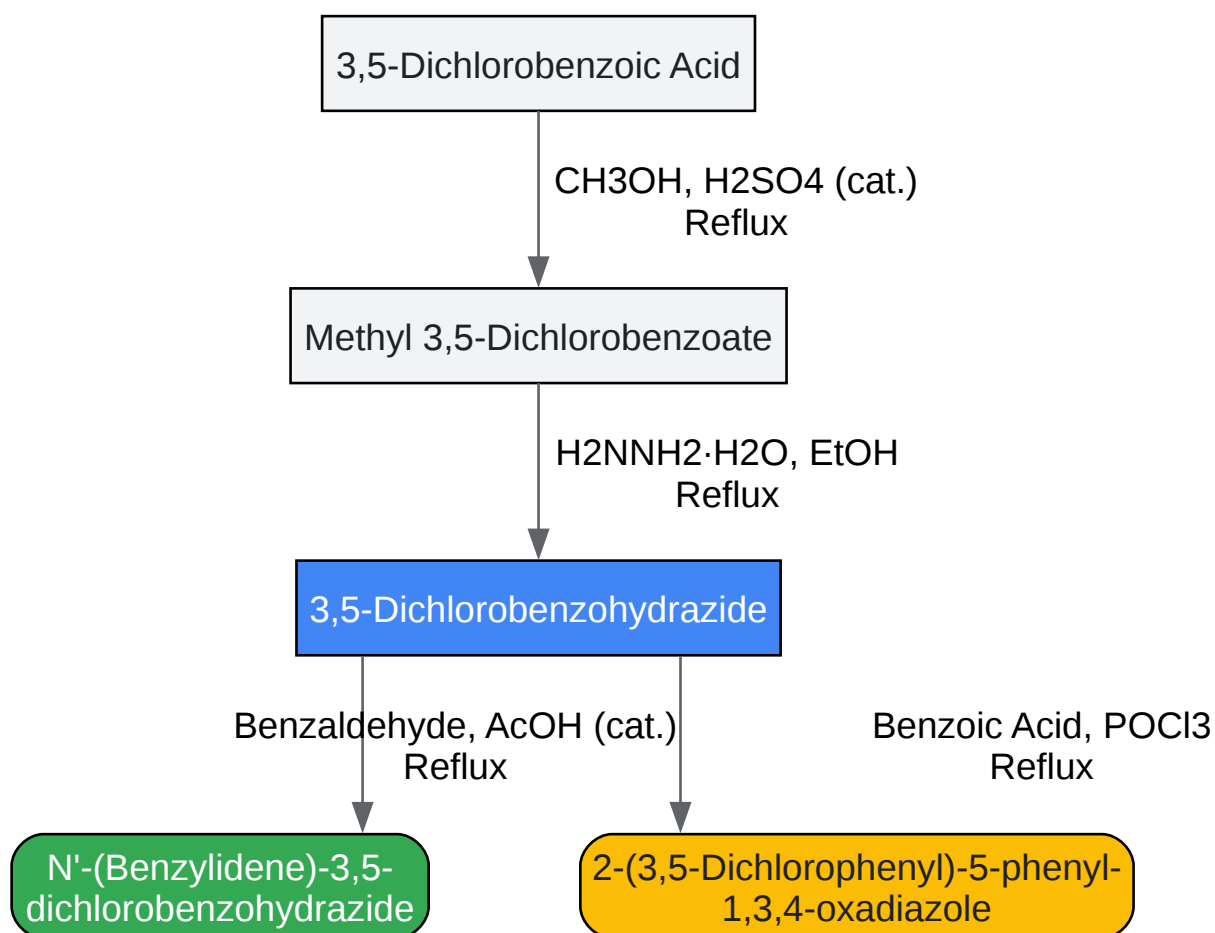 3,5-Dichlorobenzoic Acid
CH3OH, H2SO4 (cat.)
Reflux
Methyl 3,5-Dichlorobenzoate
H2NNH2·H2O, EtOH
Reflux
3,5-Dichlorobenzohydrazide
Benzaldehyde, AcOH (cat.)
Reflux
Benzoic Acid, POCl3
Reflux
N'-(Benzylidene)-3,5-
dichlorobenzohydrazide
2-(3,5-Dichlorophenyl)-5-phenyl-
1,3,4-oxadiazole